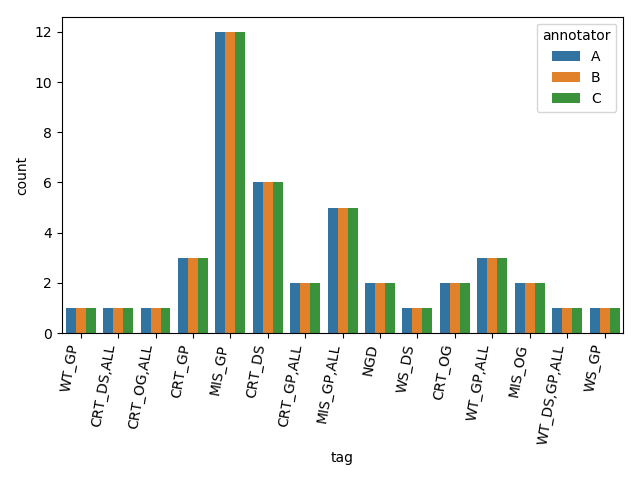 annotator
A
B
C
count
12
10
8
6
4
2
0
WT_GP
CRT_DS,ALL
CRT_OG,ALL
CRT_GP
MIS_GP
CRT_DS
CRT_GP,ALL
MIS_GP,ALL
NGD
WS_DS
CRT_OG
WT_GP,ALL
MIS_OG
WT_DS,GP,ALL
WS_GP
tag